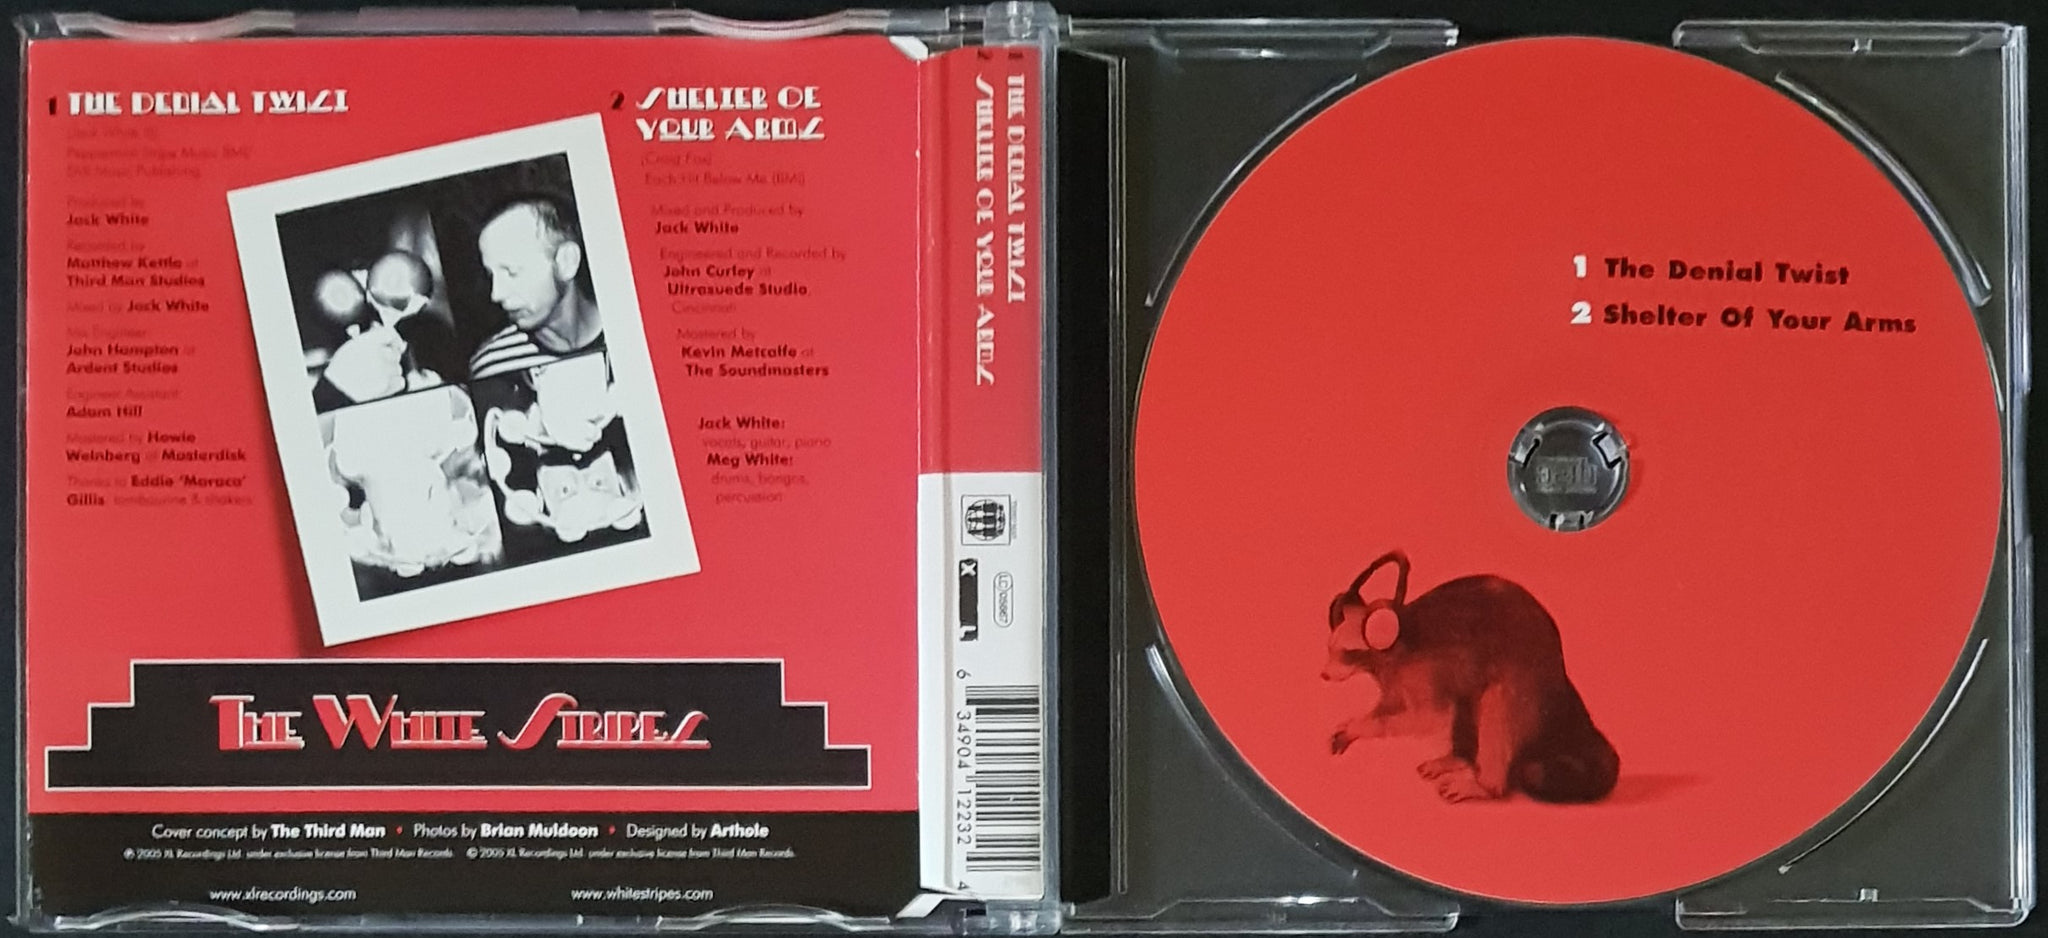 1 THE DENIAL TWIST
(Jack White III)
Peppermint Stripe Music BMI/
EMI Music Publishing
Produced by
Jack White
Recorded by
Matthew Kettle at
Third Man Studios
Mixed by Jack White
Mix Engineer
John Hampton at
Ardent Studios
Engineer Assistant
Adam Hill
Mastered by Howie
Weinberg at Masterdisk
Thanks to Eddie 'Maraca'
Gillis, tambourine & shakers
2 SHELTER OF
YOUR ARMS
(Craig Fox)
Each Hit Below Me (BMI)
Mixed and Produced by
Jack White
Engineered and Recorded by
John Curley at
Ultrasuede Studio,
Cincinnati
Mastered by
Kevin Metcalfe at
The Soundmasters
Jack White:
vocals, guitar, piano
Meg White:
drums, bongos,
percussion
THE WHITE STRIPES
Cover concept by The Third Man • Photos by Brian Muldoon • Designed by Arthole
℗ 2005 XL Recordings Ltd. under exclusive license from Third Man Records. © 2005 XL Recordings Ltd. under exclusive license from Third Man Records.
www.xlrecordings.com www.whitestripes.com
1 THE DENIAL TWIST
2 SHELTER OF YOUR ARMS
XL
LC 05667
6 34904 12232 4
1 The Denial Twist
2 Shelter Of Your Arms